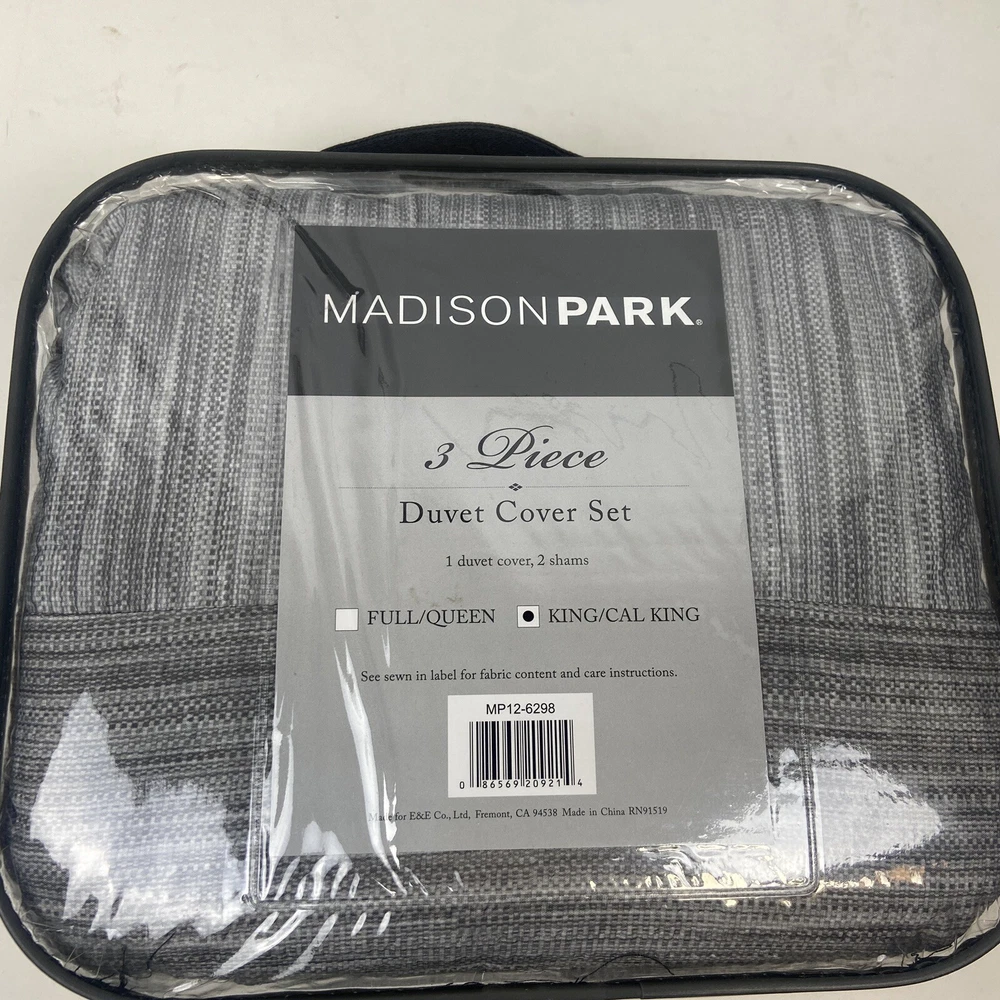 MADISONPARK®
3 Piece
Duvet Cover Set
1 duvet cover, 2 shams
FULL/QUEEN KING/CAL KING
See sewn in label for fabric content and care instructions.
MP12-6298
0 86569 20921 4
Made for E&E Co., Ltd, Fremont, CA 94538 Made in China RN91519